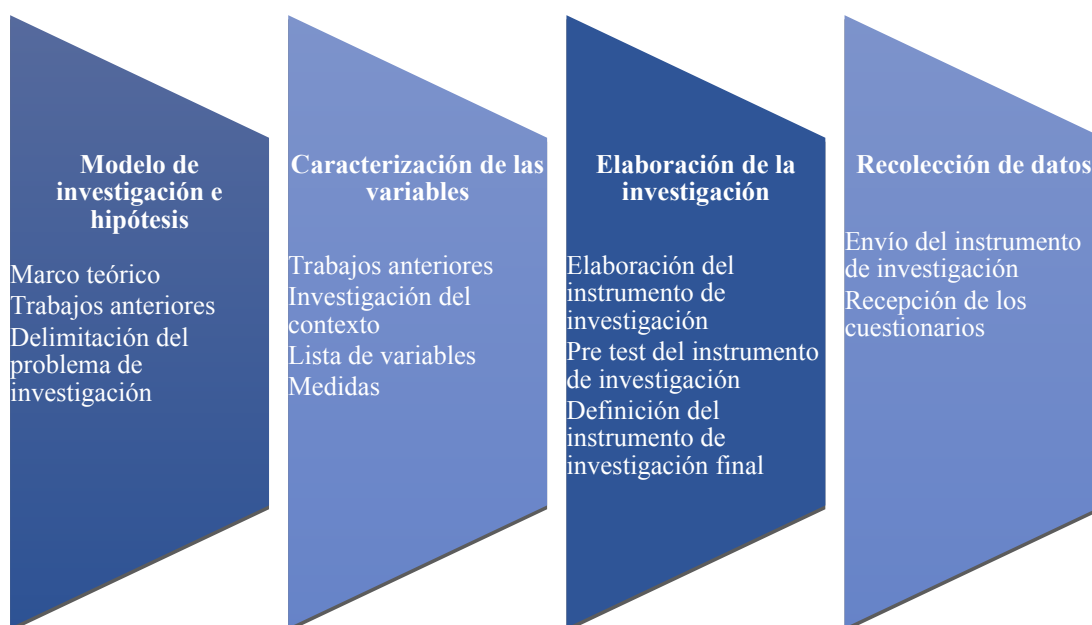 Modelo de
investigación e
hipótesis
Marco teórico
Trabajos anteriores
Delimitación del
problema de
investigación
Caracterización de las
variables
Trabajos anteriores
Investigación del
contexto
Lista de variables
Medidas
Elaboración de la
investigación
Elaboración del
instrumento de
investigación
Pre test del instrumento
de investigación
Definición del
instrumento de
investigación final
Recolección de datos
Envío del instrumento
de investigación
Recepción de los
cuestionarios